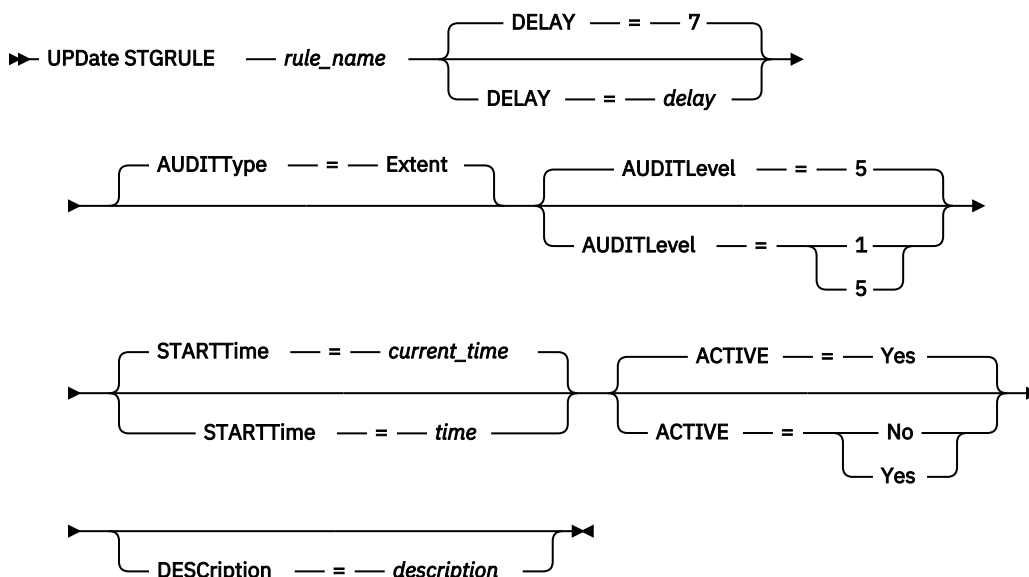 DELAY = 7
UPDate STGRULE rule_name
DELAY = delay
AUDITType = Extent
AUDITLevel = 5
AUDITLevel = 1
5
STARTTime = current_time
ACTIVE = Yes
STARTTime = time
ACTIVE = No
Yes
DESCription = description